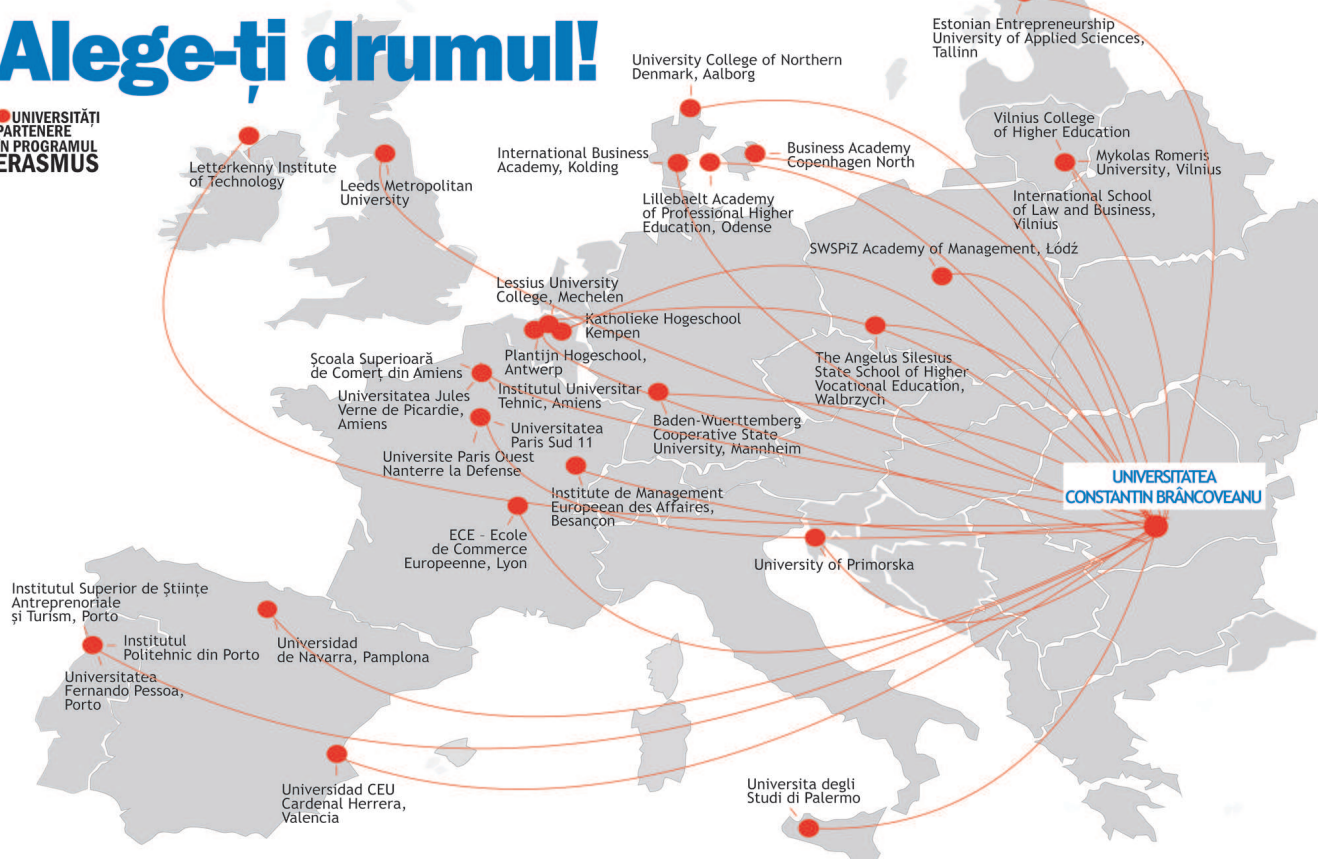 Alege-ți drumul!
UNIVERSITĂȚI
PARTENERE
ÎN PROGRAMUL
ERASMUS
Estonian Entrepreneurship
University of Applied Sciences,
Tallinn
University College of Northern
Denmark, Aalborg
Vilnius College
of Higher Education
Letterkenny Institute
of Technology
Leeds Metropolitan
University
International Business
Academy, Kolding
Business Academy
Copenhagen North
Mykolas Romeris
University, Vilnius
Lillebaelt Academy
of Professional Higher
Education, Odense
International School
of Law and Business,
Vilnius
SWSPiZ Academy of Management, Łódź
Lessius University
College, Mechelen
Katholieke Hogeschool
Kempen
Plantijn Hogeschool,
Antwerp
Școala Superioară
de Comerț din Amiens
Universitatea Jules
Verne de Picardie,
Amiens
Institutul Universitar
Tehnic, Amiens
The Angelus Silesius
State School of Higher
Vocational Education,
Walbrzych
Baden-Wuerttemberg
Cooperative State
University, Mannheim
Universitatea
Paris Sud 11
Universite Paris Ouest
Nanterre la Defense
Institute de Management
Europeean des Affaires,
Besançon
UNIVERSITATEA
CONSTANTIN BRÂNCOVEANU
ECE - Ecole
de Commerce
Europeenne, Lyon
University of Primorska
Institutul Superior de Științe
Antreprenoriale
și Turism, Porto
Institutul
Politehnic din Porto
Universitatea
Fernando Pessoa,
Porto
Universidad
de Navarra, Pamplona
Universidad CEU
Cardenal Herrera,
Valencia
Universita degli
Studi di Palermo